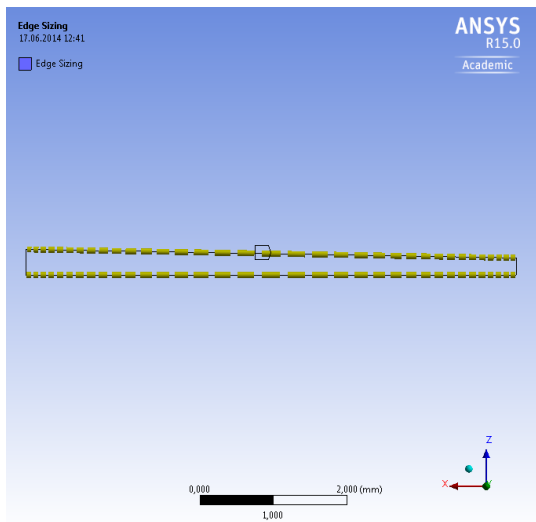 Edge Sizing
17.06.2014 12:41
Edge Sizing
ANSYS
R15.0
Academic
Z
X
0,000
2,000 (mm)
1,000